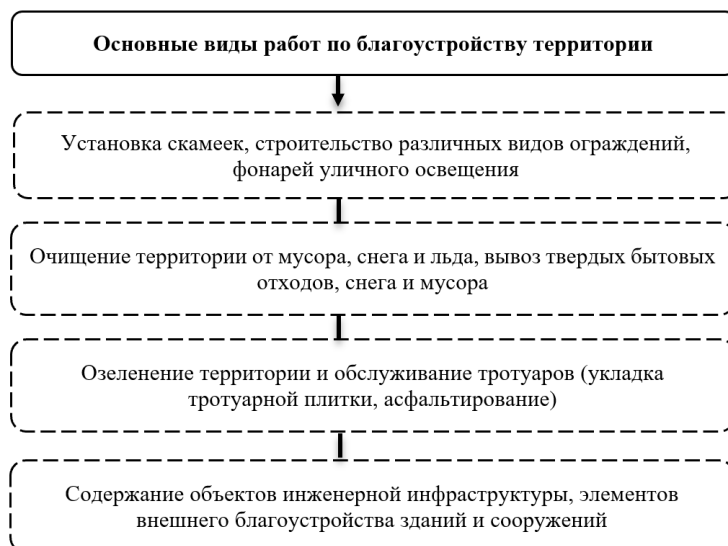 Основные виды работ по благоустройству территории
Установка скамеек, строительство различных видов ограждений,
фонарей уличного освещения
Очищение территории от мусора, снега и льда, вывоз твердых бытовых
отходов, снега и мусора
Озеленение территории и обслуживание тротуаров (укладка
тротуарной плитки, асфальтирование)
Содержание объектов инженерной инфраструктуры, элементов
внешнего благоустройства зданий и сооружений